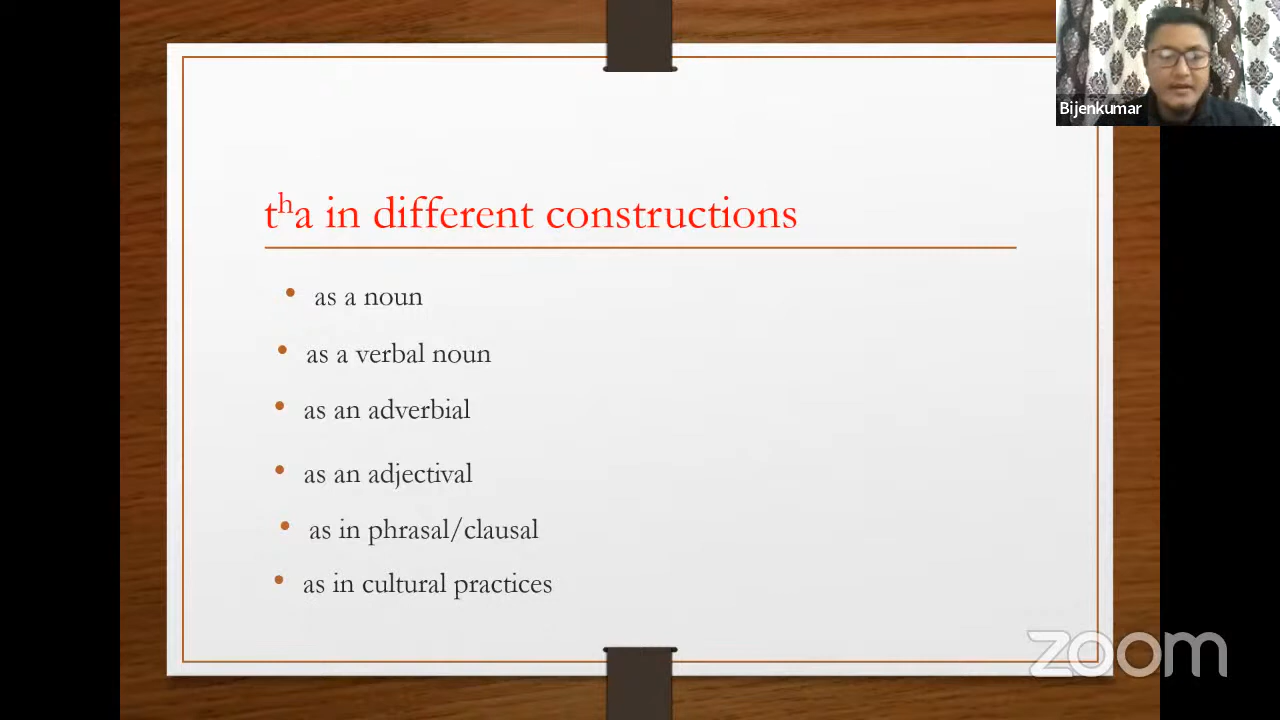 Bijenkumar
tʰa in different constructions
• as a noun
• as a verbal noun
• as an adverbial
• as an adjectival
• as in phrasal/clausal
• as in cultural practices
zoom